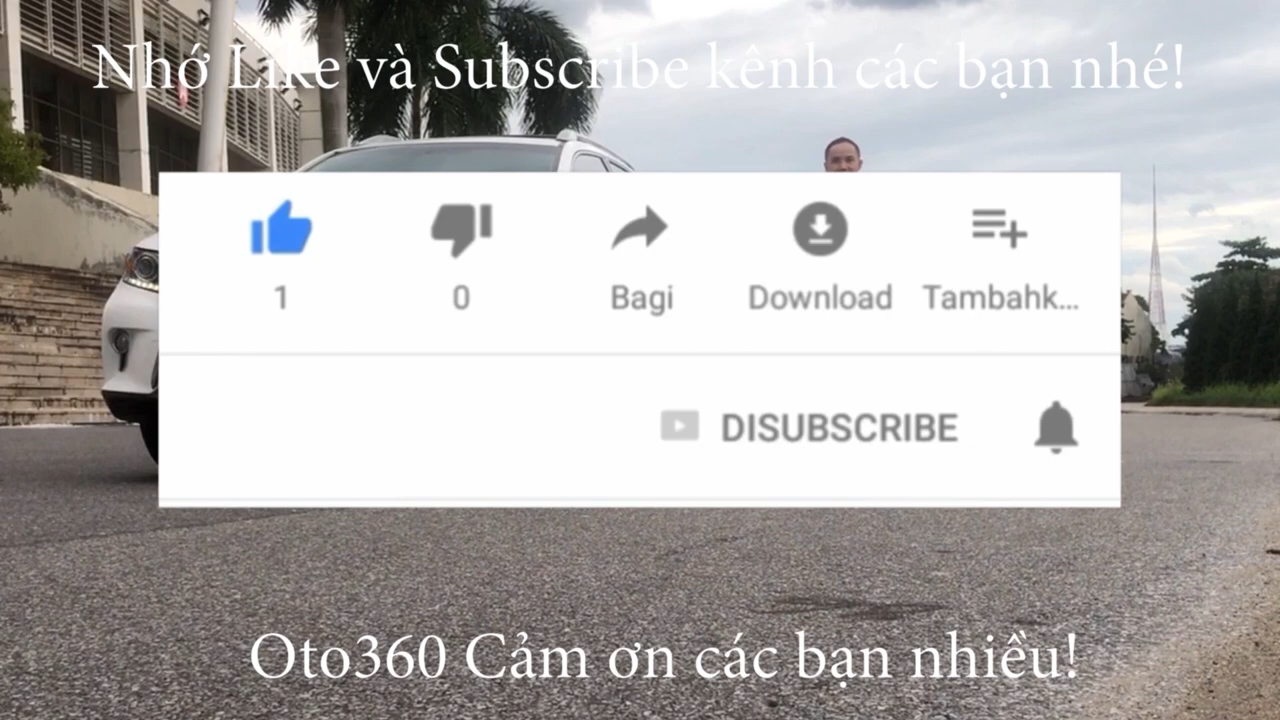 Nhớ Like và Subscribe kênh các bạn nhé!
1 0 Bagi Download Tambahk...
DISUBSCRIBE
Oto360 Cảm ơn các bạn nhiều!